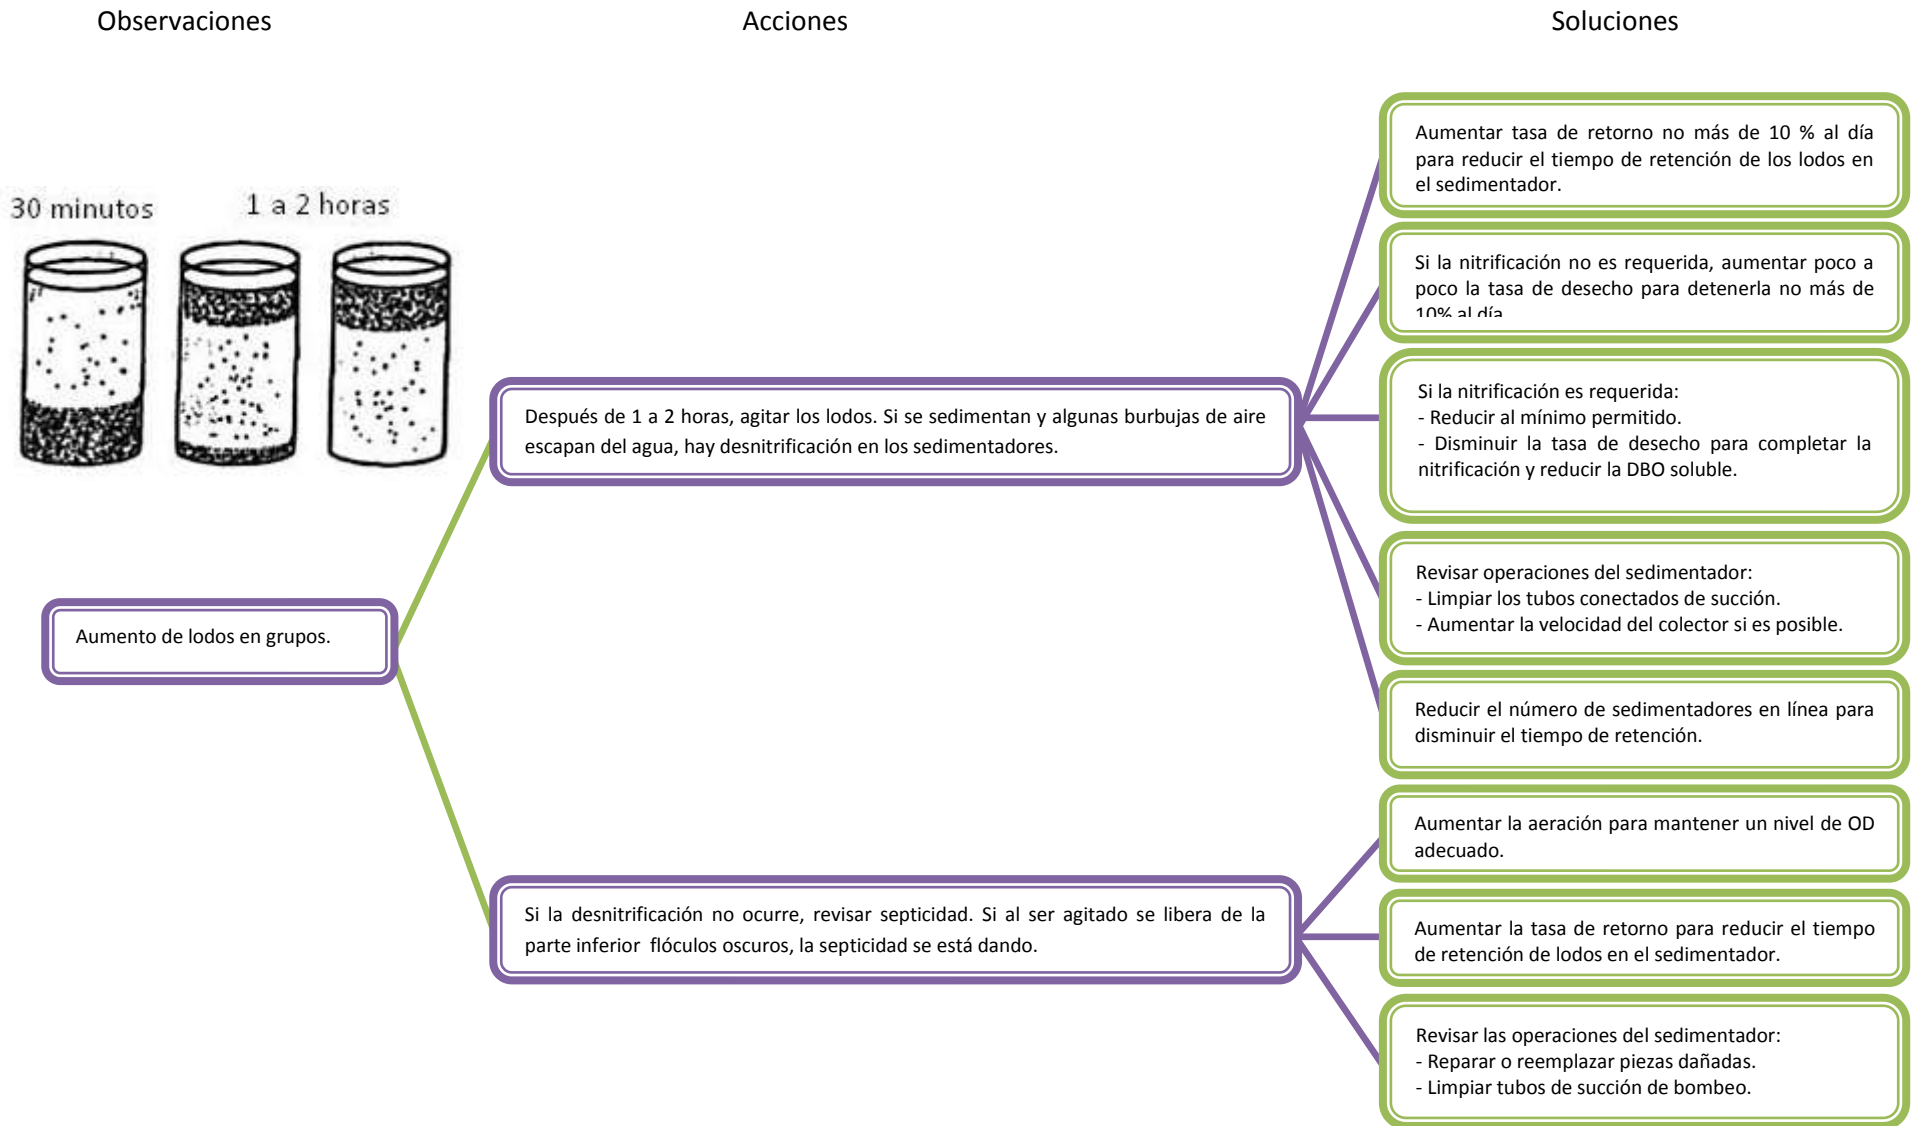 Observaciones
Acciones
Soluciones
30 minutos
1 a 2 horas
Aumento de lodos en grupos.
Después de 1 a 2 horas, agitar los lodos. Si se sedimentan y algunas burbujas de aire
escapan del agua, hay desnitrificación en los sedimentadores.
Si la desnitrificación no ocurre, revisar septicidad. Si al ser agitado se libera de la
parte inferior flóculos oscuros, la septicidad se está dando.
Aumentar tasa de retorno no más de 10 % al día
para reducir el tiempo de retención de los lodos en
el sedimentador.
Si la nitrificación no es requerida, aumentar poco a
poco la tasa de desecho para detenerla no más de
10% al día
Si la nitrificación es requerida:
- Reducir al mínimo permitido.
- Disminuir la tasa de desecho para completar la
nitrificación y reducir la DBO soluble.
Revisar operaciones del sedimentador:
- Limpiar los tubos conectados de succión.
- Aumentar la velocidad del colector si es posible.
Reducir el número de sedimentadores en línea para
disminuir el tiempo de retención.
Aumentar la aeración para mantener un nivel de OD
adecuado.
Aumentar la tasa de retorno para reducir el tiempo
de retención de lodos en el sedimentador.
Revisar las operaciones del sedimentador:
- Reparar o reemplazar piezas dañadas.
- Limpiar tubos de succión de bombeo.